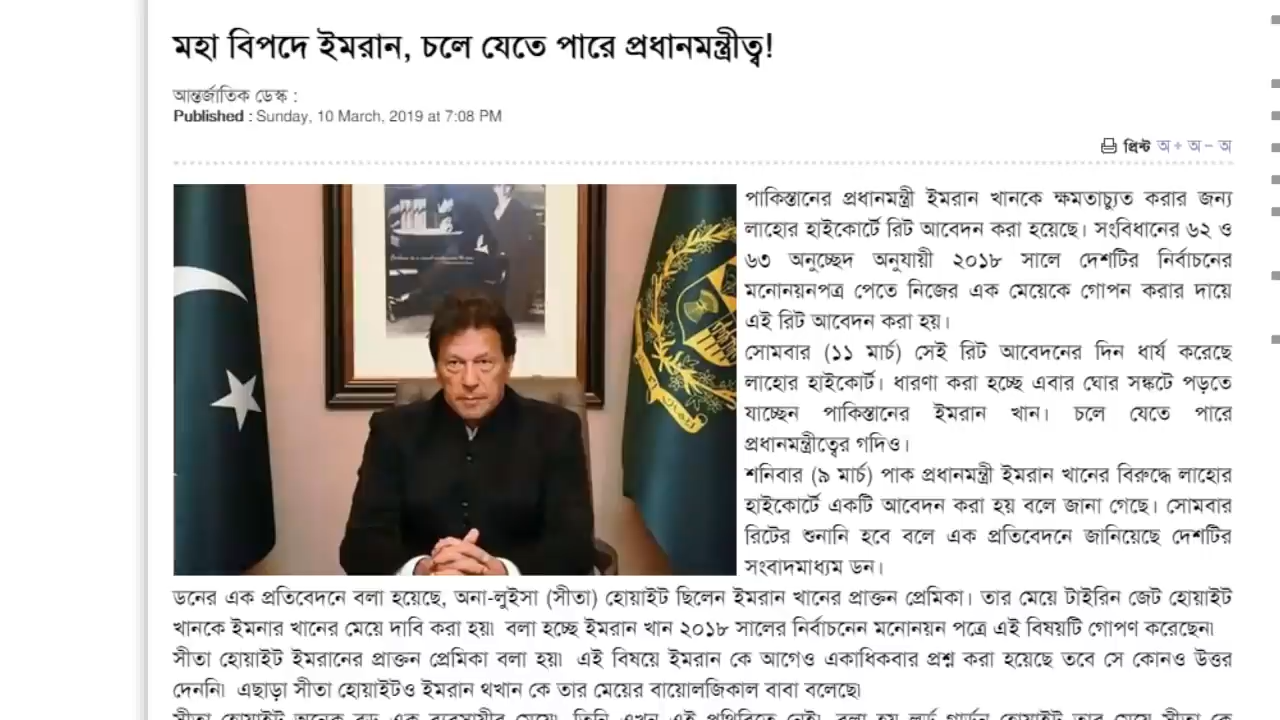 মহা বিপদে ইমরান, চলে যেতে পারে প্রধানমন্ত্রীত্ব!
আন্তর্জাতিক ডেস্ক :
Published : Sunday, 10 March, 2019 at 7:08 PM
প্রিন্ট অ+ অ- অ
পাকিস্তানের প্রধানমন্ত্রী ইমরান খানকে ক্ষমতাচ্যুত করার জন্য
লাহোর হাইকোর্টে রিট আবেদন করা হয়েছে। সংবিধানের ৬২ ও
৬৩ অনুচ্ছেদ অনুযায়ী ২০১৮ সালে দেশটির নির্বাচনের
মনোনয়নপত্র পেতে নিজের এক মেয়েকে গোপন করার দায়ে
এই রিট আবেদন করা হয়।
সোমবার (১১ মার্চ) সেই রিট আবেদনের দিন ধার্য করেছে
লাহোর হাইকোর্ট। ধারণা করা হচ্ছে এবার ঘোর সঙ্কটে পড়তে
যাচ্ছেন পাকিস্তানের ইমরান খান। চলে যেতে পারে
প্রধানমন্ত্রীত্বের গদিও।
শনিবার (৯ মার্চ) পাক প্রধানমন্ত্রী ইমরান খানের বিরুদ্ধে লাহোর
হাইকোর্টে একটি আবেদন করা হয় বলে জানা গেছে। সোমবার
রিটের শুনানি হবে বলে এক প্রতিবেদনে জানিয়েছে দেশটির
সংবাদমাধ্যম ডন।
ডনের এক প্রতিবেদনে বলা হয়েছে, অনা-লুইসা (সীতা) হোয়াইট ছিলেন ইমরান খানের প্রাক্তন প্রেমিকা। তার মেয়ে টাইরিন জেট হোয়াইট
খানকে ইমনার খানের মেয়ে দাবি করা হয়৷ বলা হচ্ছে ইমরান খান ২০১৮ সালের নির্বাচনেন মনোনয়ন পত্রে এই বিষয়টি গোপণ করেছেন৷
সীতা হোয়াইট ইমরানের প্রাক্তন প্রেমিকা বলা হয়৷ এই বিষয়ে ইমরান কে আগেও একাধিকবার প্রশ্ন করা হয়েছে তবে সে কোনও উত্তর
দেননি৷ এছাড়া সীতা হোয়াইটও ইমরান থখান কে তার মেয়ের বায়োলজিকাল বাবা বলেছে৷